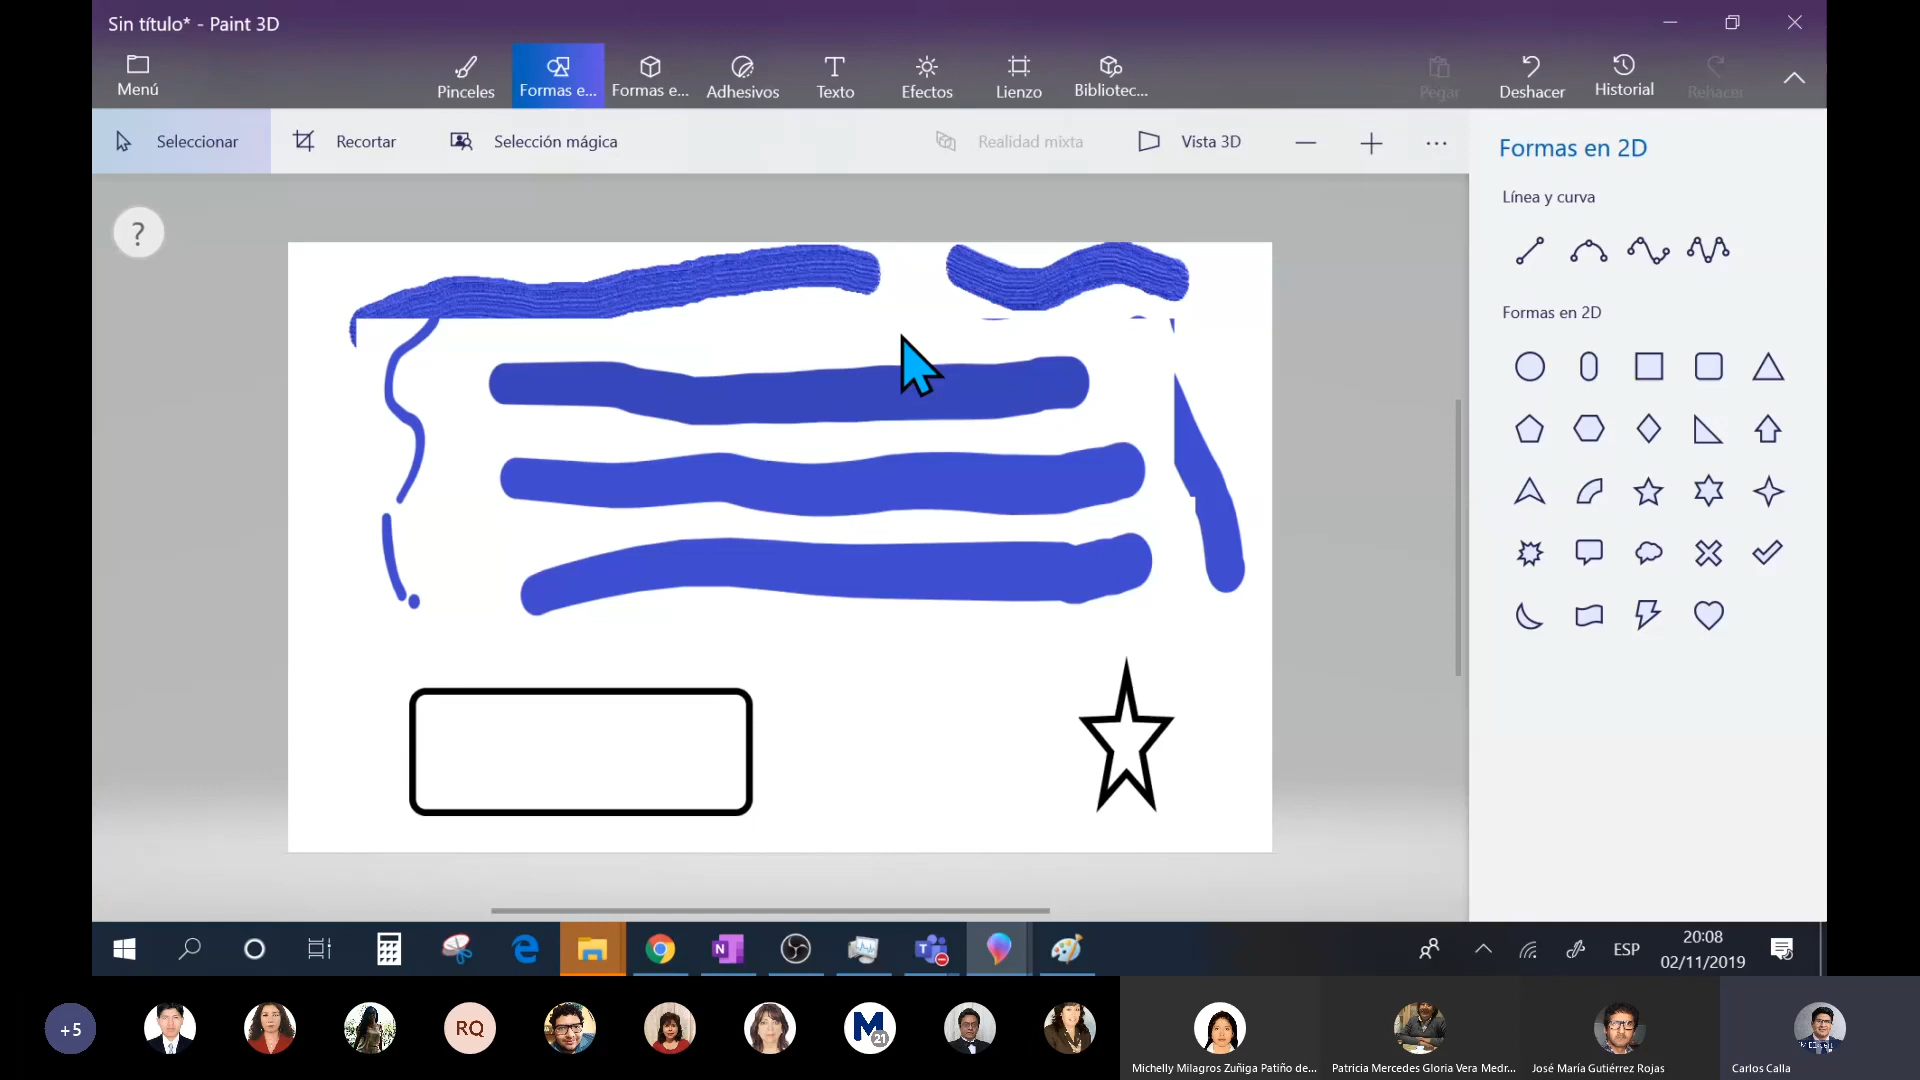 Sin título* - Paint 3D
Menú
Pinceles
Formas e...
Formas e...
Adhesivos
Texto
Efectos
Lienzo
Bibliotec...
Pegar
Deshacer
Historial
Rehacer
Seleccionar
Recortar
Selección mágica
Realidad mixta
Vista 3D
Formas en 2D
Línea y curva
Formas en 2D
?
ESP
20:08
02/11/2019
+5
RQ
M
21
Michelly Milagros Zuñiga Patiño de...
Patricia Mercedes Gloria Vera Medr...
José María Gutiérrez Rojas
Carlos Calla